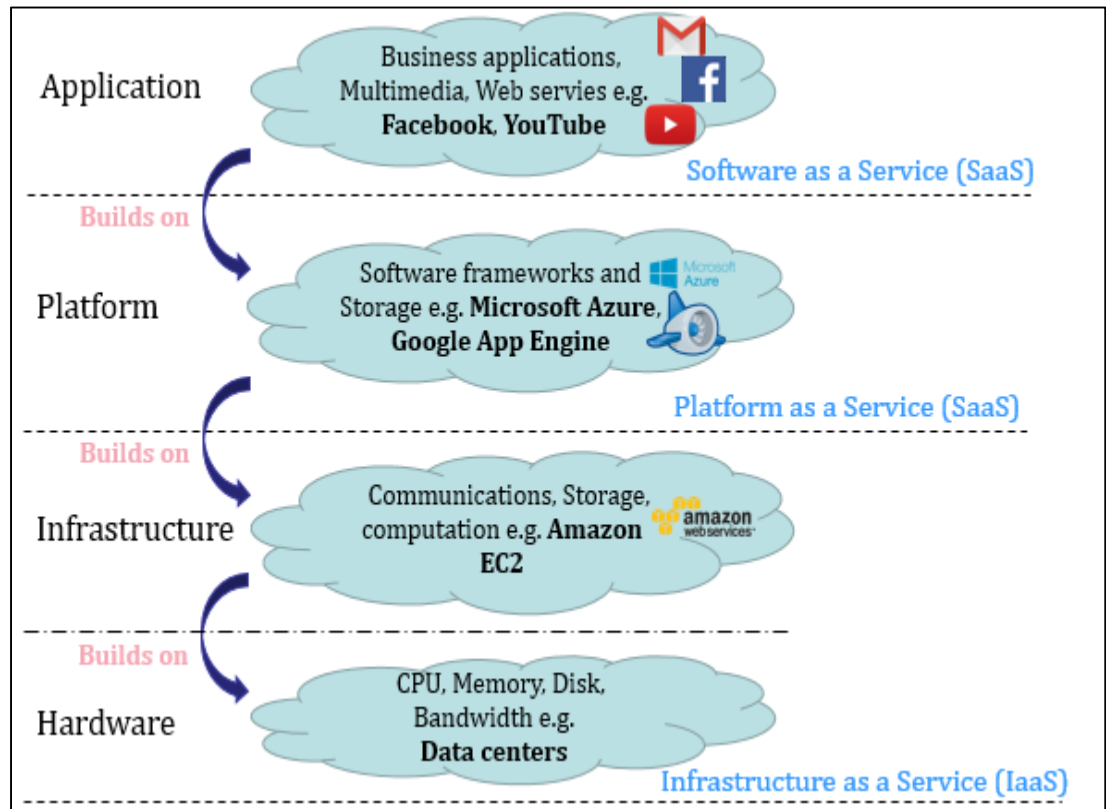 Application
Business applications,
Multimedia, Web servies e.g.
Facebook, YouTube
Software as a Service (SaaS)
Builds on
Platform
Software frameworks and
Storage e.g. Microsoft Azure,
Google App Engine
Microsoft
Azure
Platform as a Service (SaaS)
Builds on
Infrastructure
Communications, Storage,
computation e.g. Amazon
EC2
amazon
webservices™
Builds on
Hardware
CPU, Memory, Disk,
Bandwidth e.g.
Data centers
Infrastructure as a Service (IaaS)